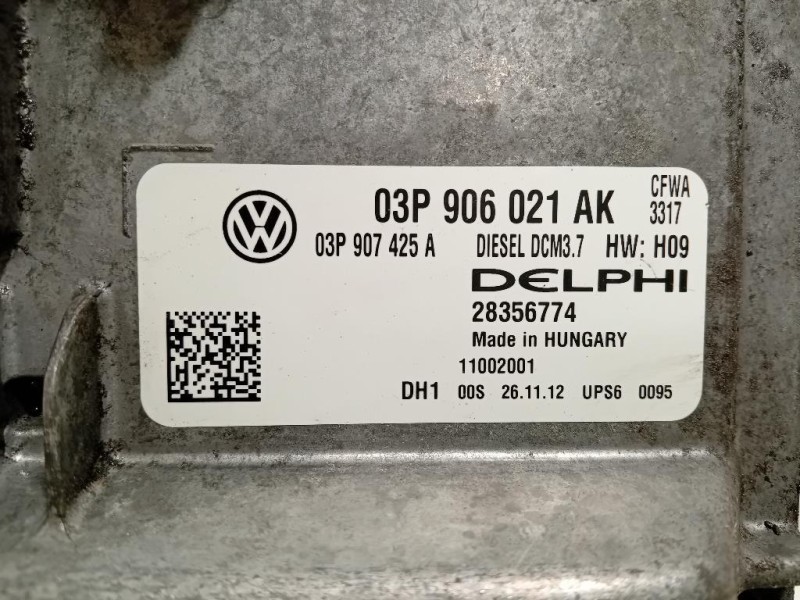 03P 906 021 AK CFWA
3317
03P 907 425 A DIESEL DCM3.7 HW: H09
DELPHI
28356774
Made in HUNGARY
11002001
DH1 00S 26.11.12 UPS6 0095